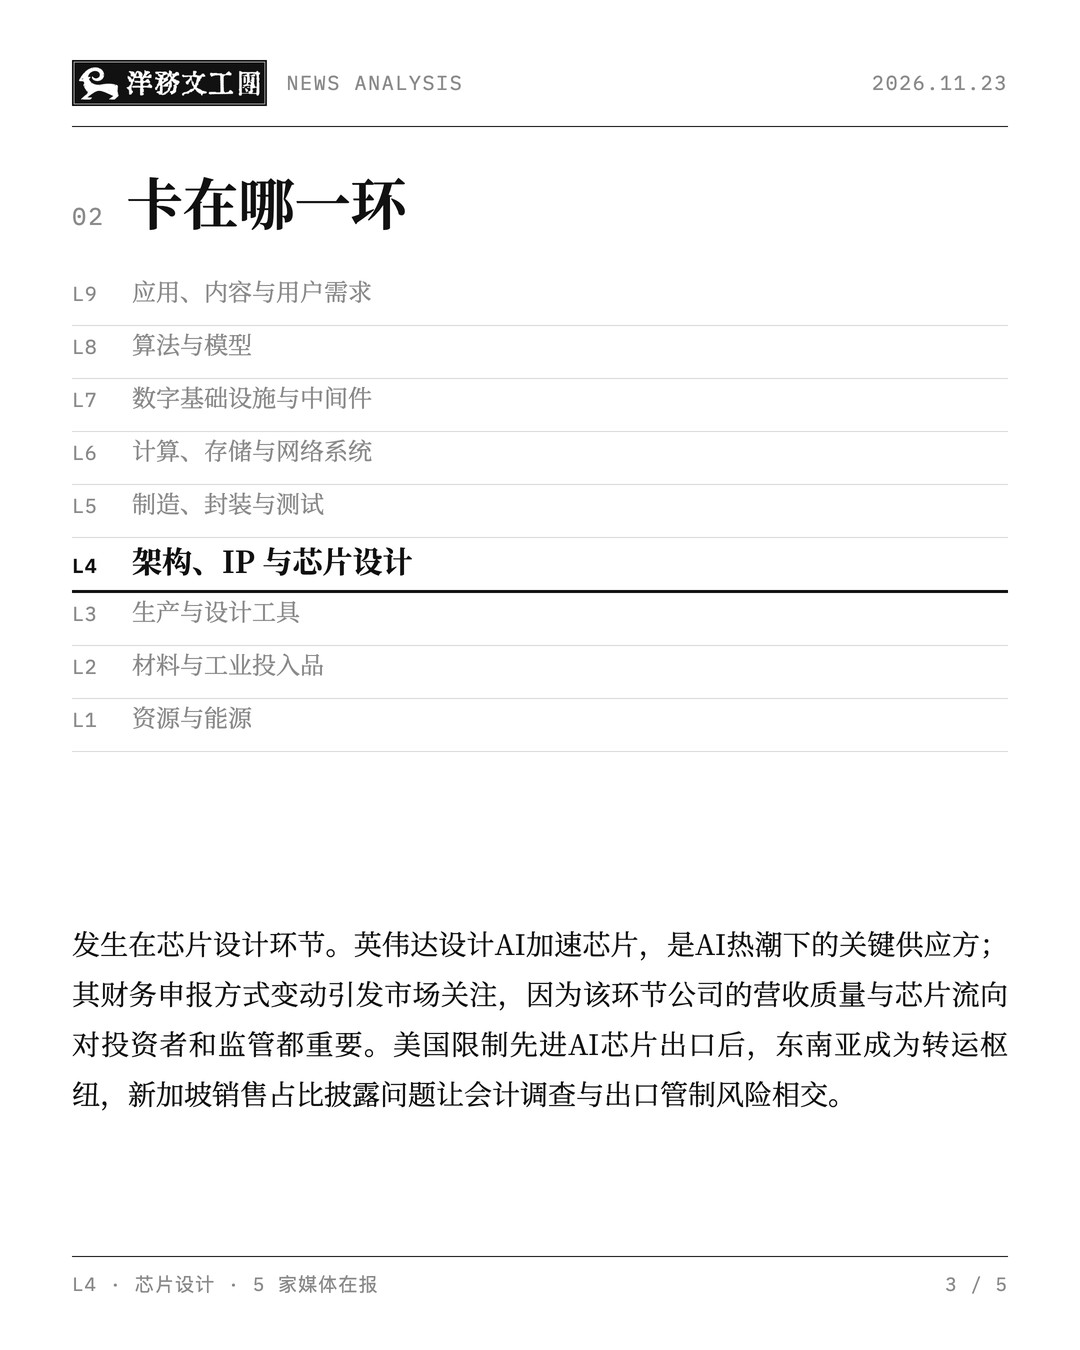 洋務文工團 NEWS ANALYSIS 2026.11.23
02 卡在哪一环
L9 应用、内容与用户需求
L8 算法与模型
L7 数字基础设施与中间件
L6 计算、存储与网络系统
L5 制造、封装与测试
L4 架构、IP 与芯片设计
L3 生产与设计工具
L2 材料与工业投入品
L1 资源与能源
发生在芯片设计环节。英伟达设计AI加速芯片，是AI热潮下的关键供应方；
其财务申报方式变动引发市场关注，因为该环节公司的营收质量与芯片流向
对投资者和监管都重要。美国限制先进AI芯片出口后，东南亚成为转运枢
纽，新加坡销售占比披露问题让会计调查与出口管制风险相交。
L4 · 芯片设计 · 5 家媒体在报 3 / 5